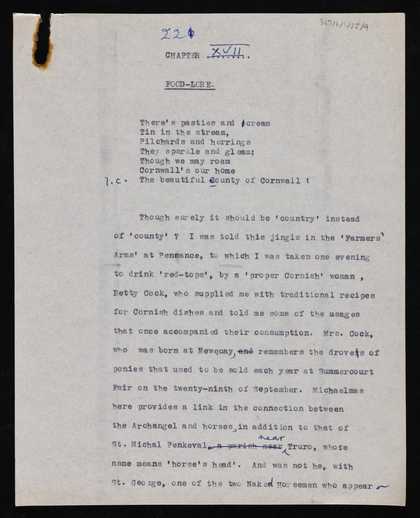 221
CHAPTER XVII.
FOOD-LORE.
There's pasties and cream
Tin in the stream,
Pilchards and herrings
They sparkle and gleam;
Though we may roam
Cornwall's our home
l.c. The beautiful County of Cornwall !
Though surely it should be 'country' instead
of 'county' ? I was told this jingle in the 'Farmers'
Arms' at Penzance, to which I was taken one evening
to drink 'red-tops', by a 'proper Cornish' woman ,
Betty Cock, who supplied me with traditional recipes
for Cornish dishes and told me some of the usages
that once accompanied their consumption. Mrs. Cock,
who was born at Newquay, and remembers the droves of
ponies that used to be sold each year at Summercourt
Fair on the twenty-ninth of September. Michaelmas
here provides a link in the connection between
the Archangel and horses, in addition to that of
near
St. Michal Penkeval, a parish near Truro, whose
name means 'horse's head'. And was not he, with
St. George, one of the two Naked Horsemen who appear